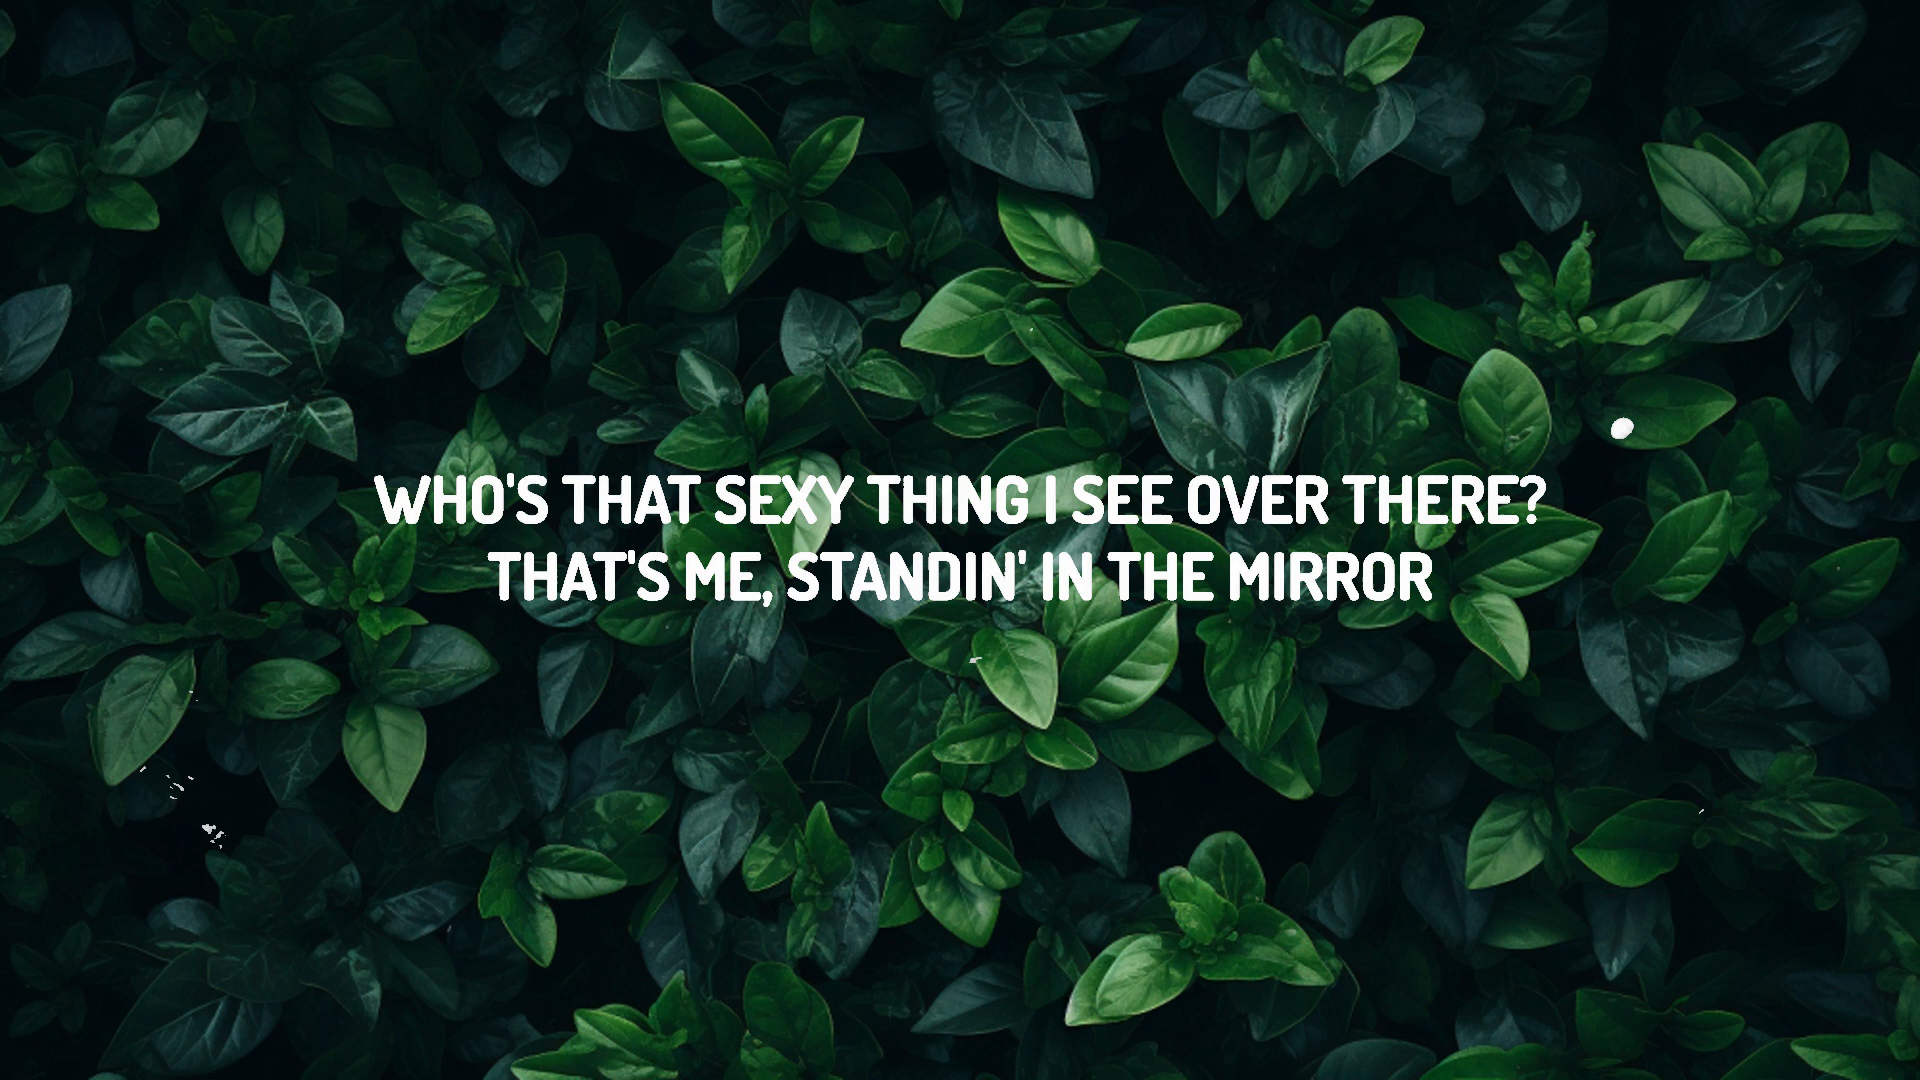 WHO'S THAT SEXY THING I SEE OVER THERE?
THAT'S ME, STANDIN' IN THE MIRROR